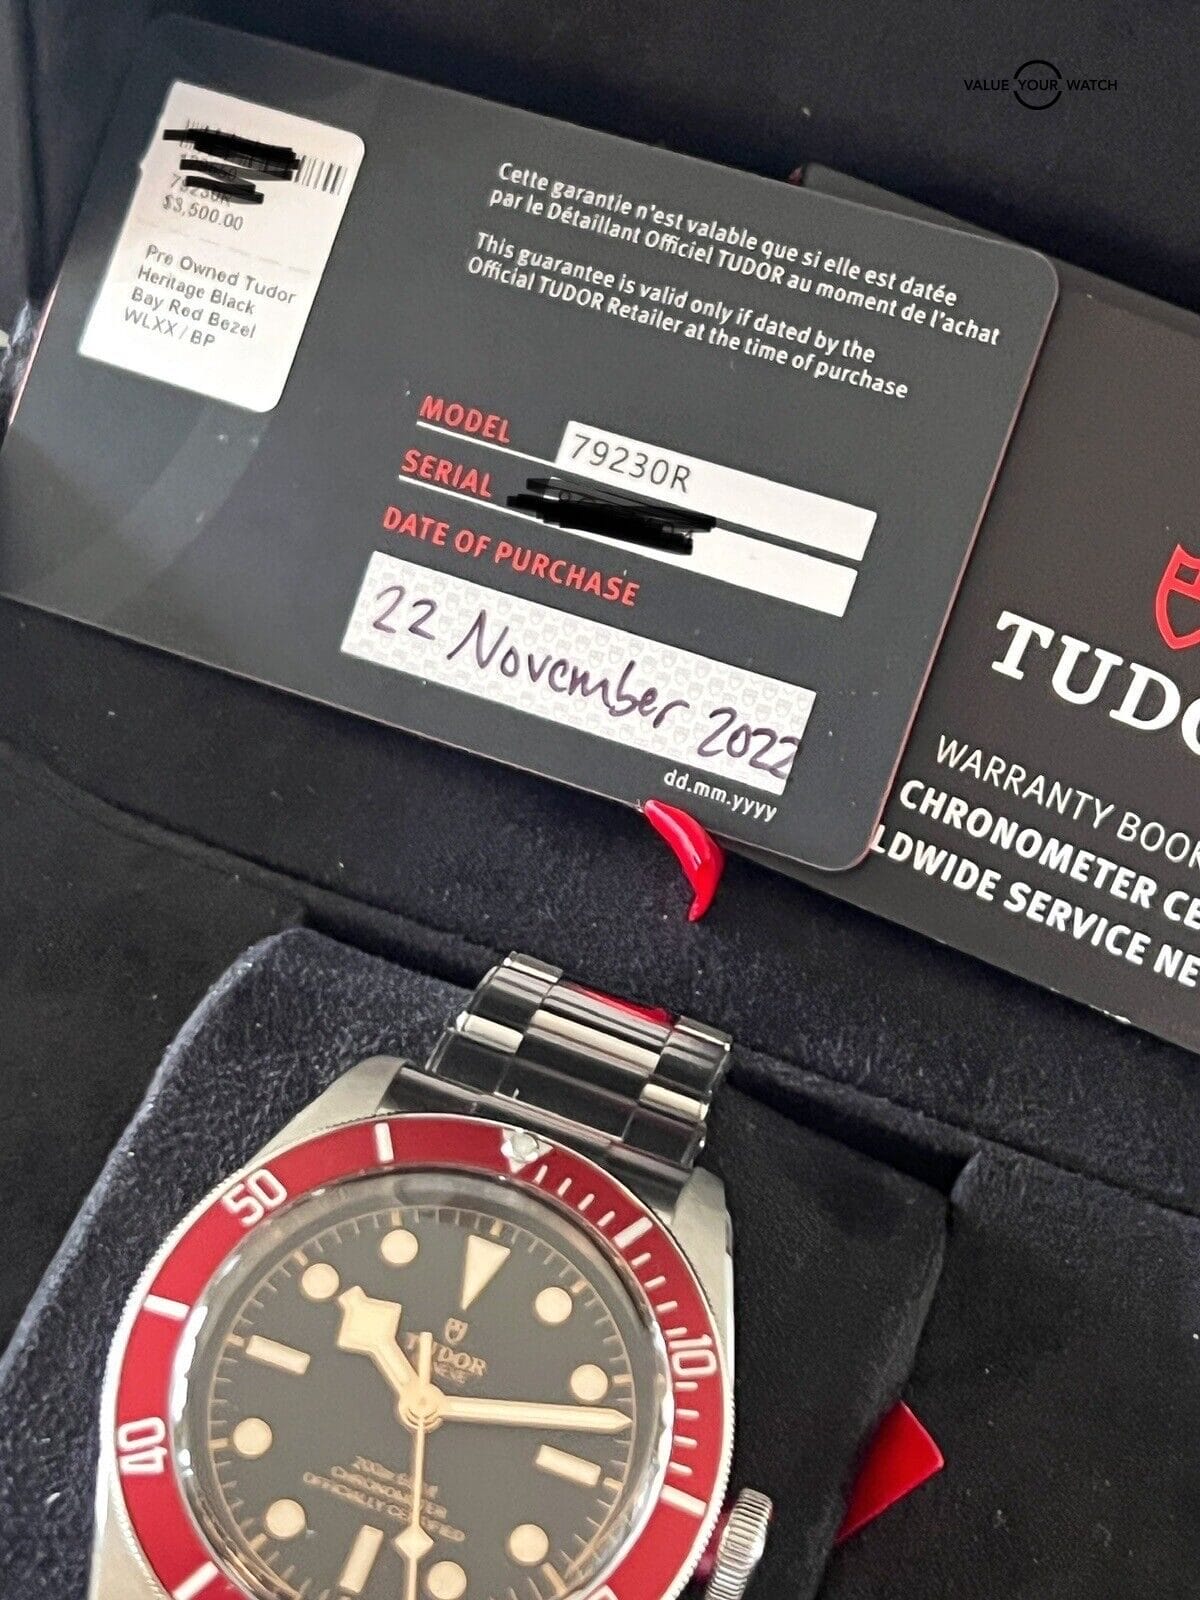 VALUE YOUR WATCH
79230R
$3,500.00
Pre Owned Tudor
Heritage Black
Bay Red Bezel
WLXX / BP
Cette garantie n'est valable que si elle est datée
par le Détaillant Officiel TUDOR au moment de l'achat
This guarantee is valid only if dated by the
Official TUDOR Retailer at the time of purchase
MODEL 79230R
SERIAL
DATE OF PURCHASE
22 November 2022
dd.mm.yyyy
TUDO
WARRANTY BOOK
CHRONOMETER CE
LDWIDE SERVICE NE
50
10
40
TUDOR
CHRONOMETER
OFFICIALLY CERTIFIED